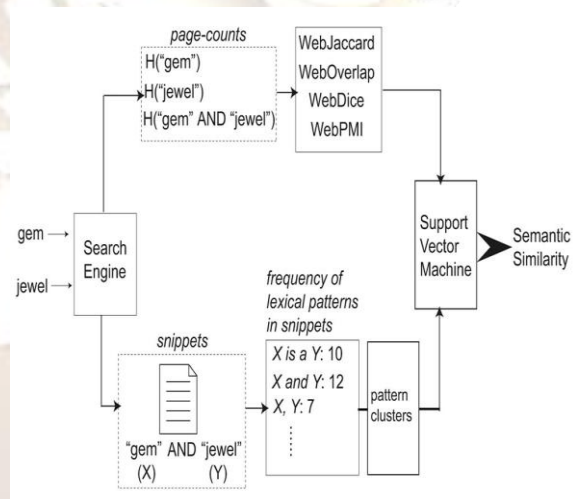 page-counts
H("gem")
H("jewel")
H("gem" AND "jewel")
WebJaccard
WebOverlap
WebDice
WebPMI
gem
jewel
Search
Engine
Support
Vector
Machine
Semantic
Similarity
snippets
"gem" AND "jewel"
(X) (Y)
frequency of
lexical patterns
in snippets
X is a Y: 10
X and Y: 12
X, Y: 7
pattern
clusters